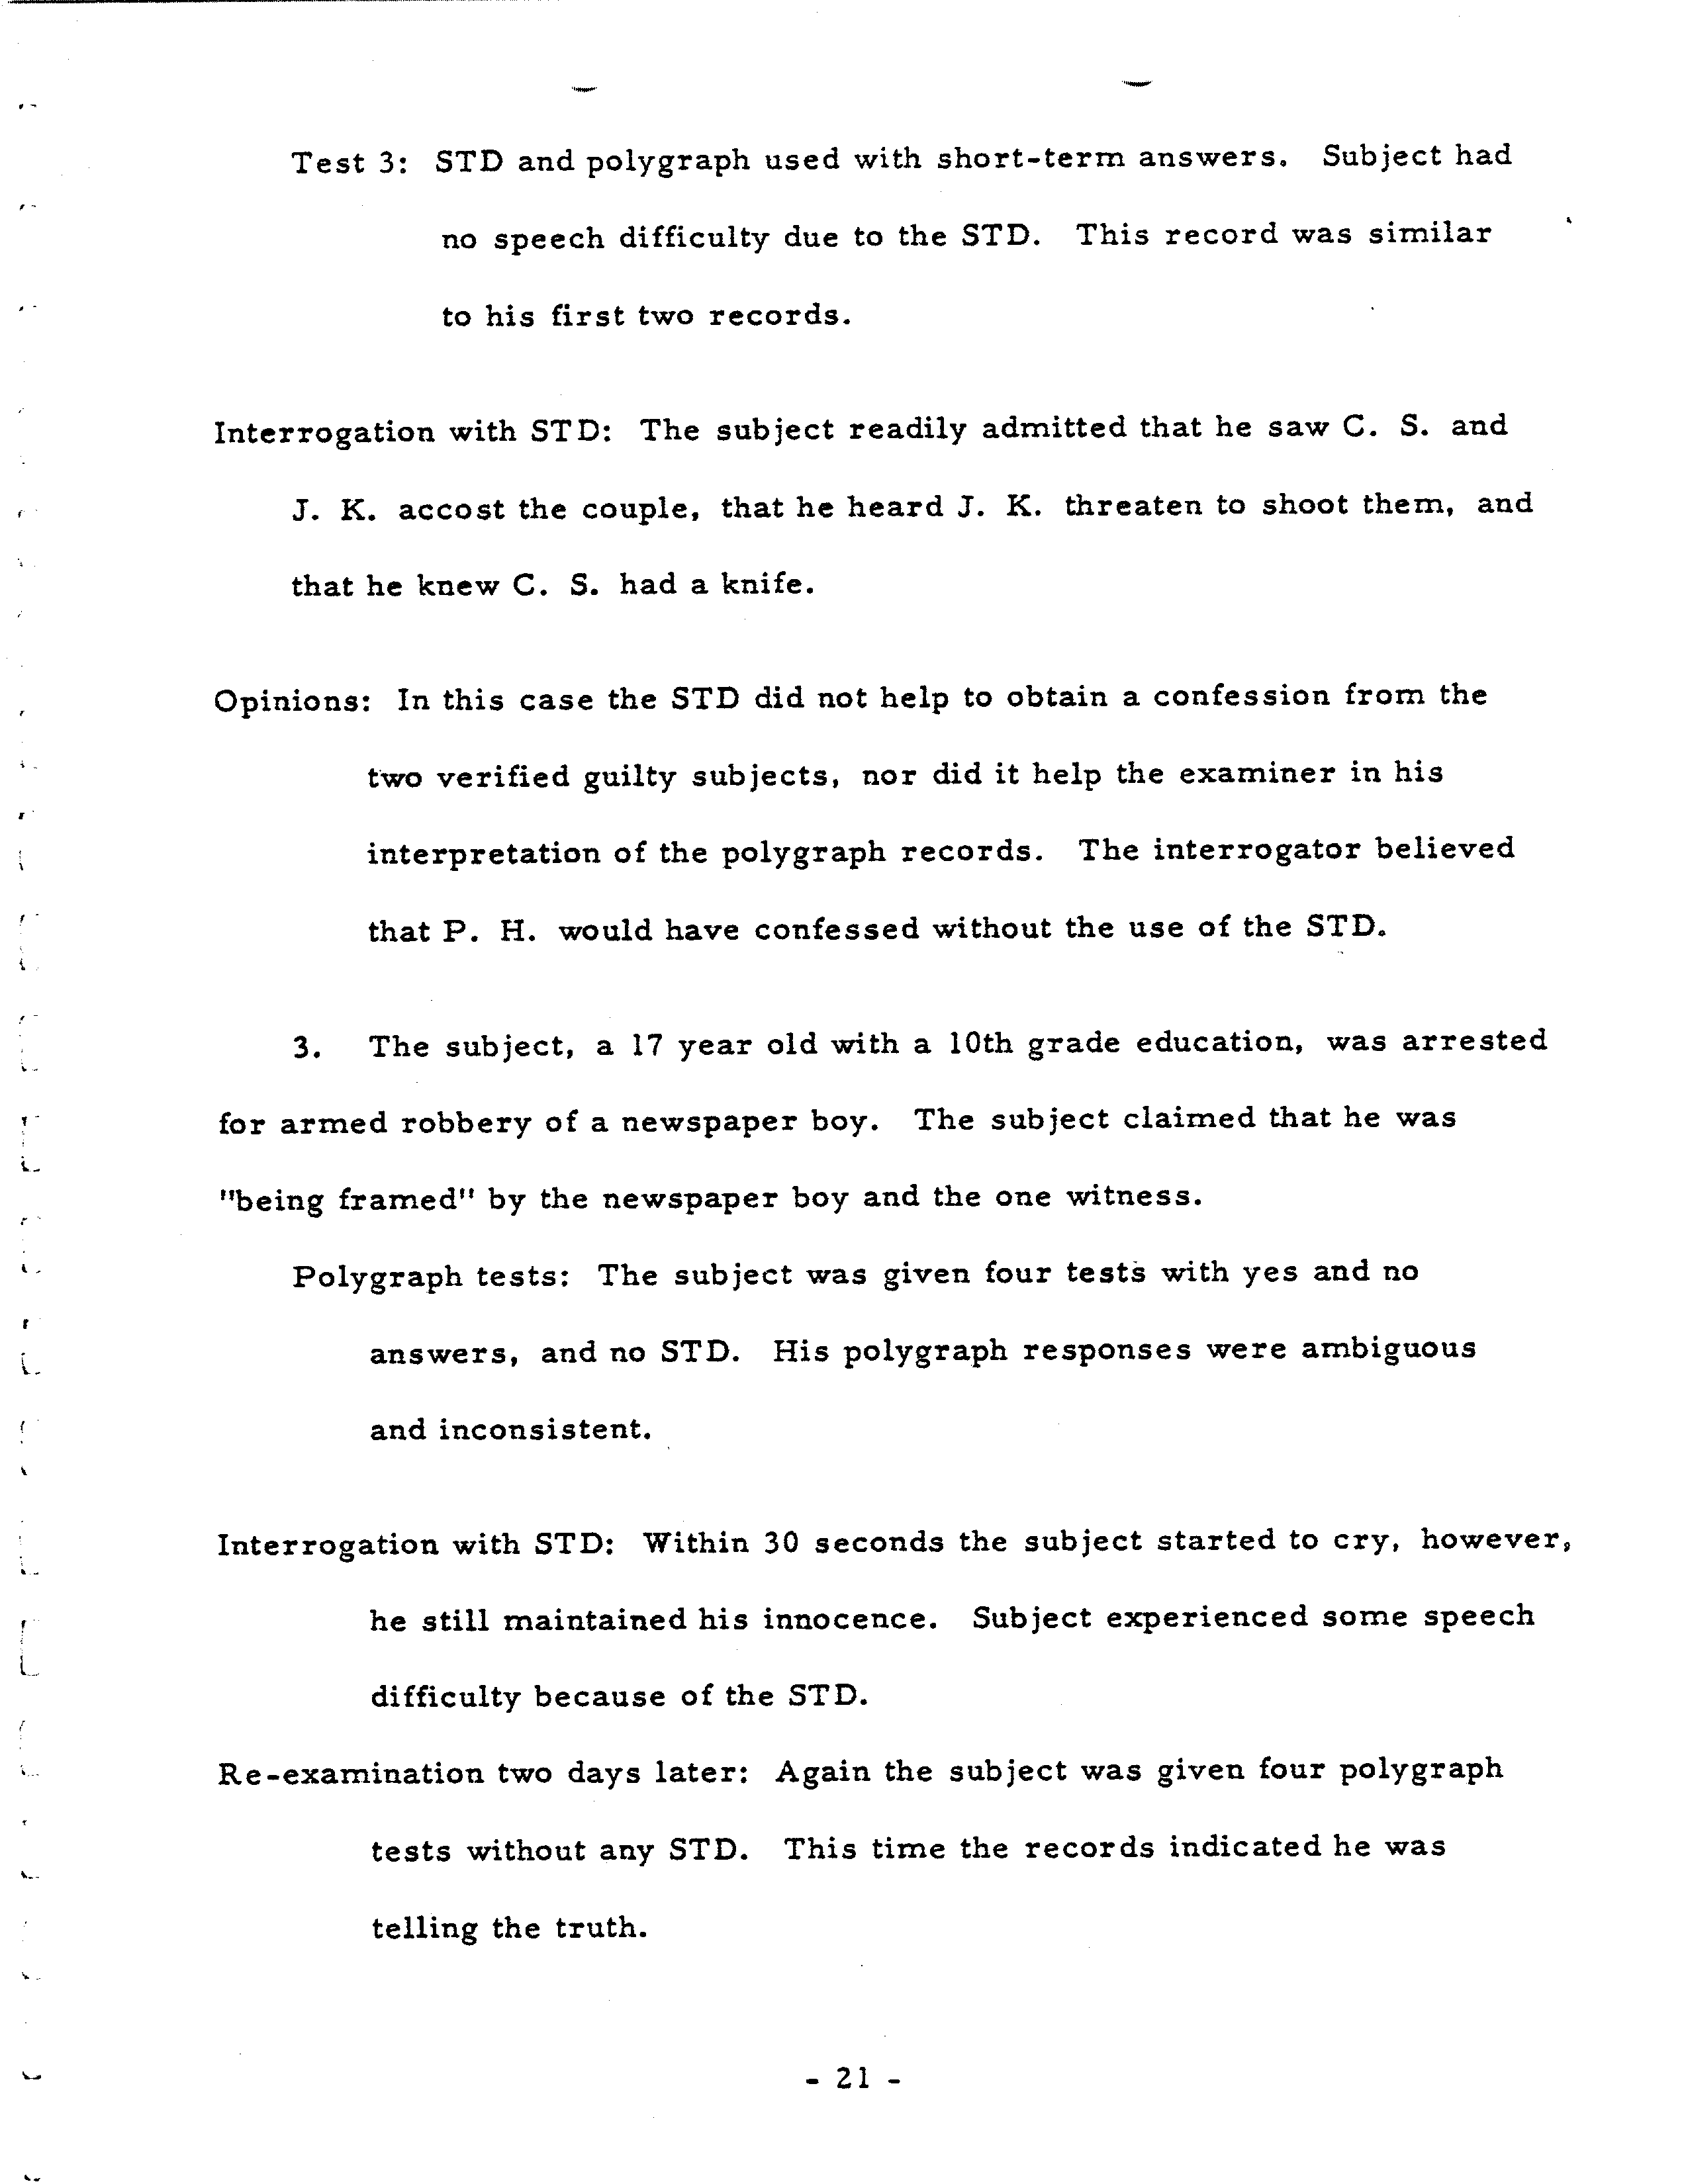 Test 3: STD and polygraph used with short-term answers. Subject had
no speech difficulty due to the STD. This record was similar
to his first two records.
Interrogation with STD: The subject readily admitted that he saw C. S. and
J. K. accost the couple, that he heard J. K. threaten to shoot them, and
that he knew C. S. had a knife.
Opinions: In this case the STD did not help to obtain a confession from the
two verified guilty subjects, nor did it help the examiner in his
interpretation of the polygraph records. The interrogator believed
that P. H. would have confessed without the use of the STD.
3. The subject, a 17 year old with a 10th grade education, was arrested
for armed robbery of a newspaper boy. The subject claimed that he was
"being framed" by the newspaper boy and the one witness.
Polygraph tests: The subject was given four tests with yes and no
answers, and no STD. His polygraph responses were ambiguous
and inconsistent.
Interrogation with STD: Within 30 seconds the subject started to cry, however,
he still maintained his innocence. Subject experienced some speech
difficulty because of the STD.
Re-examination two days later: Again the subject was given four polygraph
tests without any STD. This time the records indicated he was
telling the truth.
- 21 -